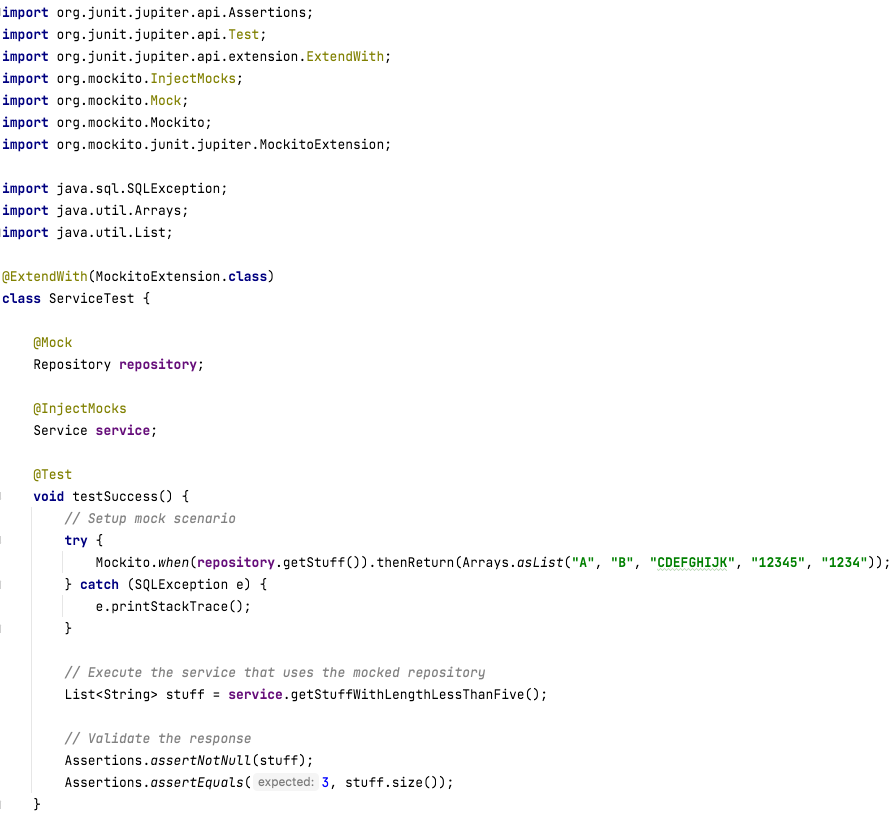 import org.junit.jupiter.api.Assertions;
import org.junit.jupiter.api.Test;
import org.junit.jupiter.api.extension.ExtendWith;
import org.mockito.InjectMocks;
import org.mockito.Mock;
import org.mockito.Mockito;
import org.mockito.junit.jupiter.MockitoExtension;

import java.sql.SQLException;
import java.util.Arrays;
import java.util.List;

@ExtendWith(MockitoExtension.class)
class ServiceTest {

    @Mock
    Repository repository;

    @InjectMocks
    Service service;

    @Test
    void testSuccess() {
        // Setup mock scenario
        try {
            Mockito.when(repository.getStuff()).thenReturn(Arrays.asList("A", "B", "CDEFGHIJK", "12345", "1234"));
        } catch (SQLException e) {
            e.printStackTrace();
        }

        // Execute the service that uses the mocked repository
        List<String> stuff = service.getStuffWithLengthLessThanFive();

        // Validate the response
        Assertions.assertNotNull(stuff);
        Assertions.assertEquals( expected: 3, stuff.size());
    }